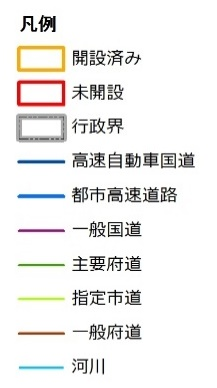 凡例
開設済み
未開設
行政界
高速自動車国道
都市高速道路
一般国道
主要府道
指定市道
一般府道
河川